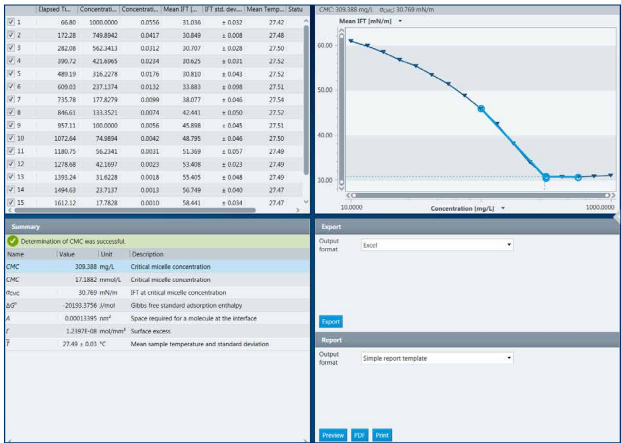 Elapsed Ti... Concentrati... Concentrati... Mean IFT [... IFT std. dev... Mean Temp... Statu
1 66.80 1000.0000 0.0556 31.036 ± 0.032 27.42
2 172.28 749.8942 0.0417 30.849 ± 0.008 27.48
3 282.08 562.3413 0.0312 30.707 ± 0.028 27.50
4 390.72 421.6965 0.0234 30.625 ± 0.031 27.52
5 489.19 316.2278 0.0176 30.810 ± 0.043 27.52
6 609.03 237.1374 0.0132 33.883 ± 0.098 27.51
7 735.78 177.8279 0.0099 38.077 ± 0.046 27.54
8 846.61 133.3521 0.0074 42.441 ± 0.050 27.52
9 957.11 100.0000 0.0056 45.898 ± 0.045 27.51
10 1072.64 74.9894 0.0042 48.795 ± 0.046 27.50
11 1180.75 56.2341 0.0031 51.369 ± 0.057 27.49
12 1278.68 42.1697 0.0023 53.408 ± 0.023 27.49
13 1393.24 31.6228 0.0018 55.405 ± 0.048 27.49
14 1494.63 23.7137 0.0013 56.749 ± 0.040 27.47
15 1612.12 17.7828 0.0010 58.441 ± 0.034 27.47
CMC: 309.388 mg/L σCMC: 30.769 mN/m
Mean IFT [mN/m]
60.00
50.00
40.00
30.00
10.0000 Concentration [mg/L] 1000.0000
Summary
Determination of CMC was successful.
Name Value Unit Description
CMC 309.388 mg/L Critical micelle concentration
CMC 17.1882 mmol/L Critical micelle concentration
σCMC 30.769 mN/m IFT at critical micelle concentration
ΔG° -20193.3756 J/mol Gibbs free standard adsorption enthalpy
A 0.00013395 nm² Space required for a molecule at the interface
Γ 1.2397E-08 mol/mm² Surface excess
T̅ 27.49 ± 0.03 °C Mean sample temperature and standard deviation
Export
Output format Excel
Export
Report
Output format Simple report template
Preview PDF Print